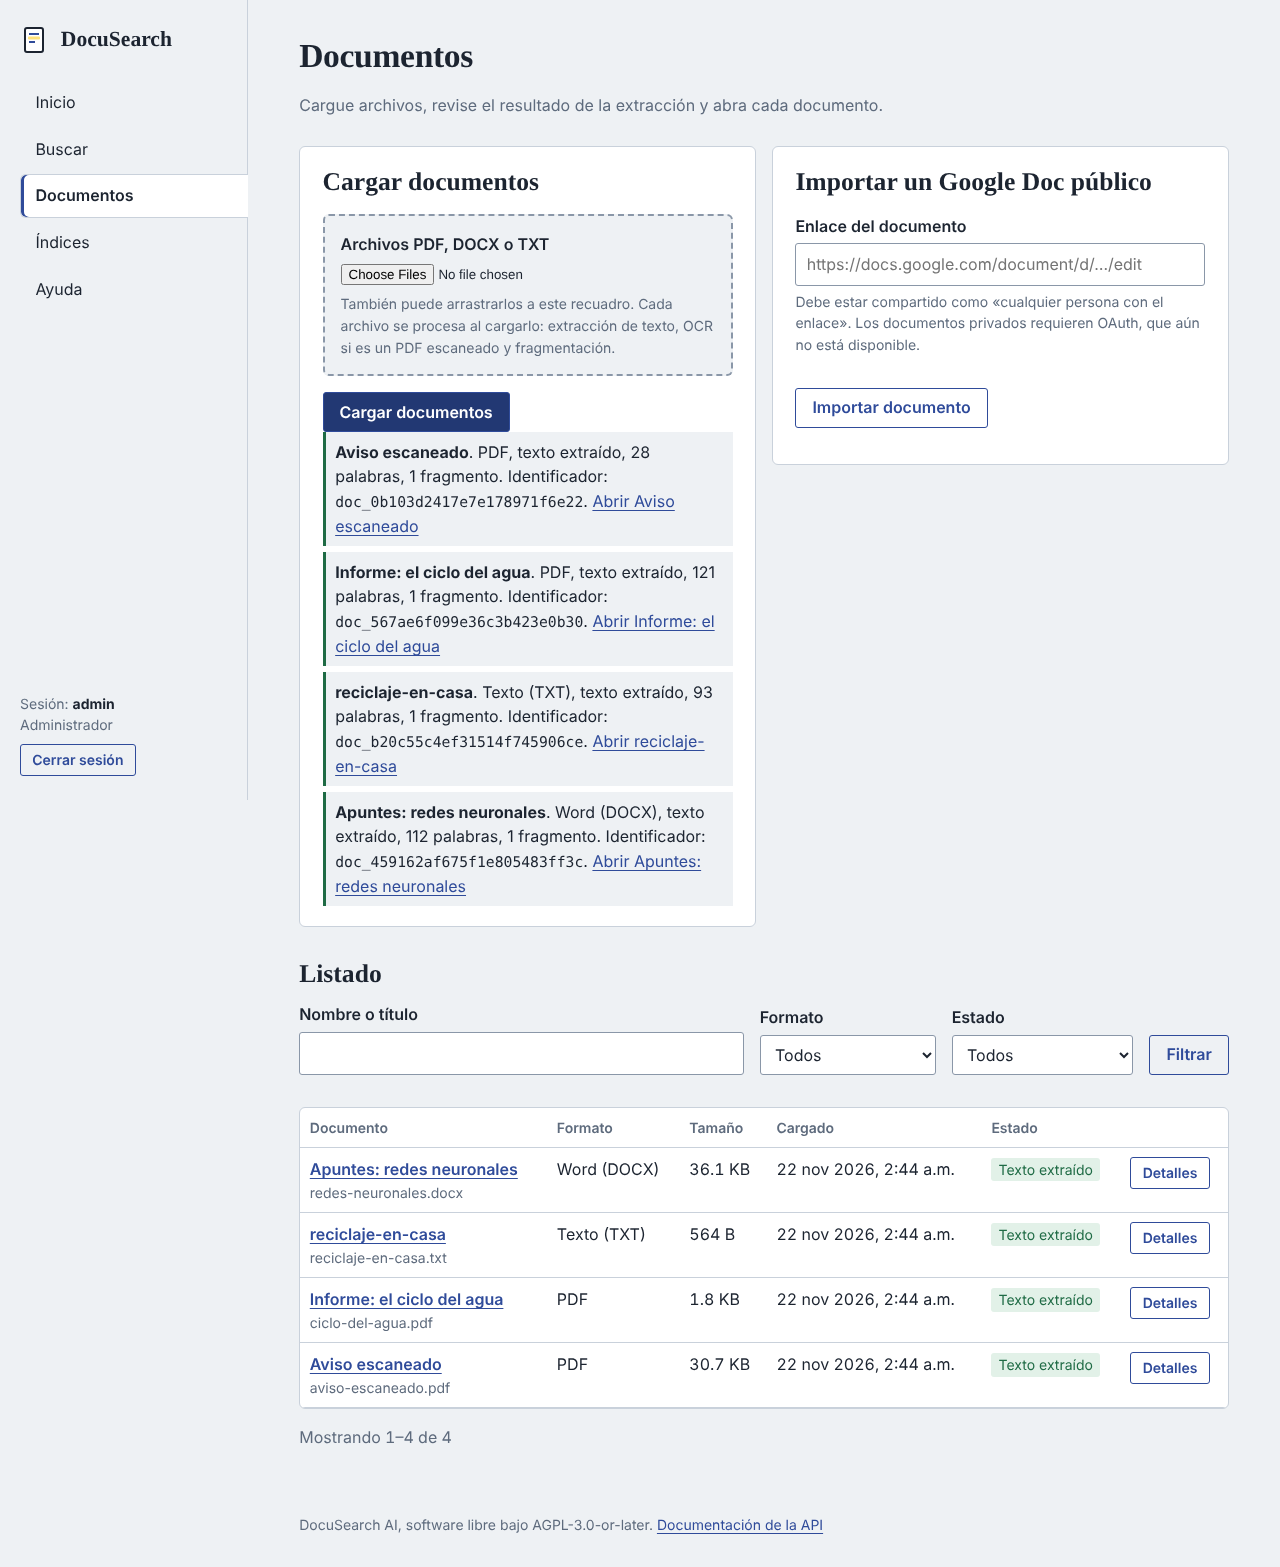 DocuSearch
Inicio
Buscar
Documentos
Índices
Ayuda
Sesión: admin
Administrador
Cerrar sesión
Documentos
Cargue archivos, revise el resultado de la extracción y abra cada documento.
Cargar documentos
Archivos PDF, DOCX o TXT
Choose Files No file chosen
También puede arrastrarlos a este recuadro. Cada
archivo se procesa al cargarlo: extracción de texto, OCR
si es un PDF escaneado y fragmentación.
Cargar documentos
Aviso escaneado. PDF, texto extraído, 28
palabras, 1 fragmento. Identificador:
doc_0b103d2417e7e178971f6e22. Abrir Aviso
escaneado
Informe: el ciclo del agua. PDF, texto extraído, 121
palabras, 1 fragmento. Identificador:
doc_567ae6f099e36c3b423e0b30. Abrir Informe: el
ciclo del agua
reciclaje-en-casa. Texto (TXT), texto extraído, 93
palabras, 1 fragmento. Identificador:
doc_b20c55c4ef31514f745906ce. Abrir reciclaje-
en-casa
Apuntes: redes neuronales. Word (DOCX), texto
extraído, 112 palabras, 1 fragmento. Identificador:
doc_459162af675f1e805483ff3c. Abrir Apuntes:
redes neuronales
Importar un Google Doc público
Enlace del documento
https://docs.google.com/document/d/.../edit
Debe estar compartido como «cualquier persona con el
enlace». Los documentos privados requieren OAuth, que aún
no está disponible.
Importar documento
Listado
Nombre o título
Formato
Estado
Todos
Todos
Filtrar
Documento Formato Tamaño Cargado Estado
Apuntes: redes neuronales Word (DOCX) 36.1 KB 22 nov 2026, 2:44 a.m. Texto extraído Detalles
redes-neuronales.docx
reciclaje-en-casa Texto (TXT) 564 B 22 nov 2026, 2:44 a.m. Texto extraído Detalles
reciclaje-en-casa.txt
Informe: el ciclo del agua PDF 1.8 KB 22 nov 2026, 2:44 a.m. Texto extraído Detalles
ciclo-del-agua.pdf
Aviso escaneado PDF 30.7 KB 22 nov 2026, 2:44 a.m. Texto extraído Detalles
aviso-escaneado.pdf
Mostrando 1–4 de 4
DocuSearch AI, software libre bajo AGPL-3.0-or-later. Documentación de la API